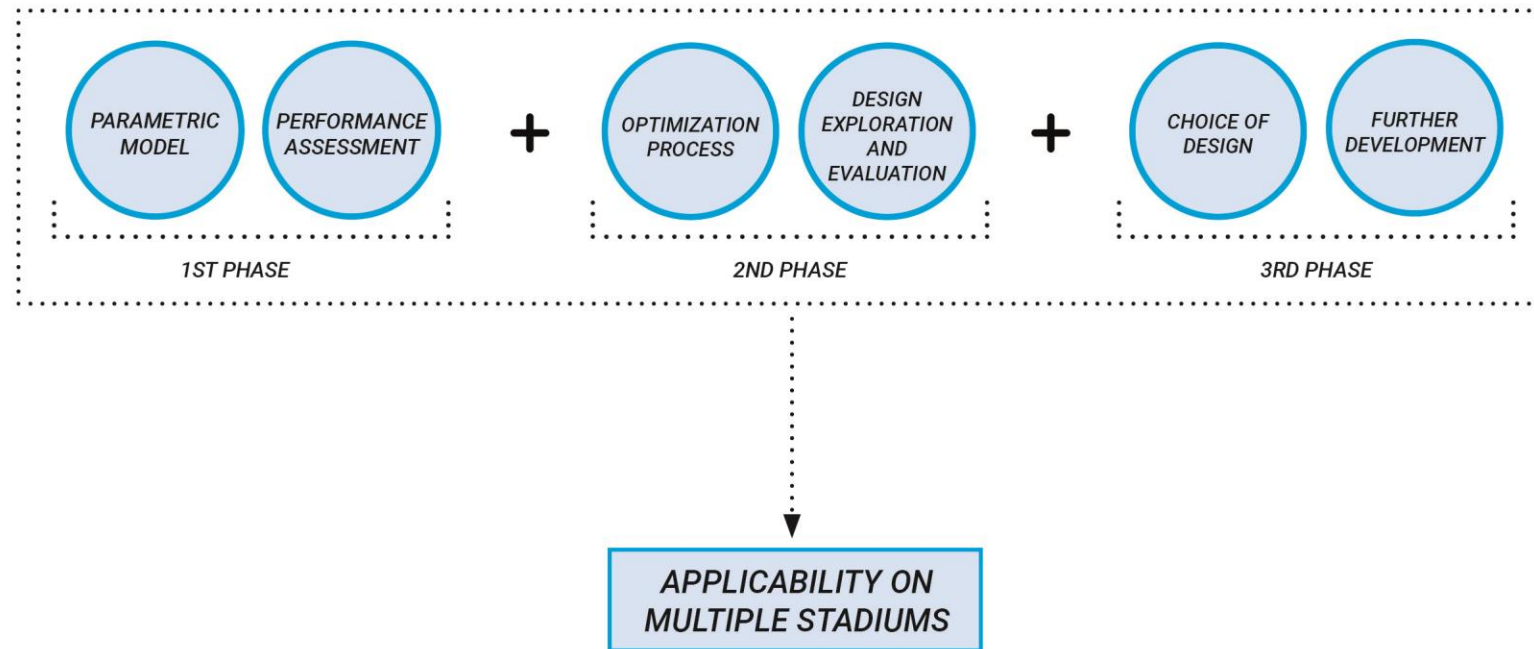 PARAMETRIC
MODEL
PERFORMANCE
ASSESSMENT
+
OPTIMIZATION
PROCESS
DESIGN
EXPLORATION
AND
EVALUATION
+
CHOICE OF
DESIGN
FURTHER
DEVELOPMENT
1ST PHASE
2ND PHASE
3RD PHASE
APPLICABILITY ON
MULTIPLE STADIUMS